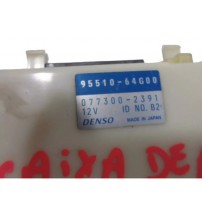 95510-64G00
077300-2391
12V ID NO. B2-
DENSO MADE IN JAPAN
CAIXA DE